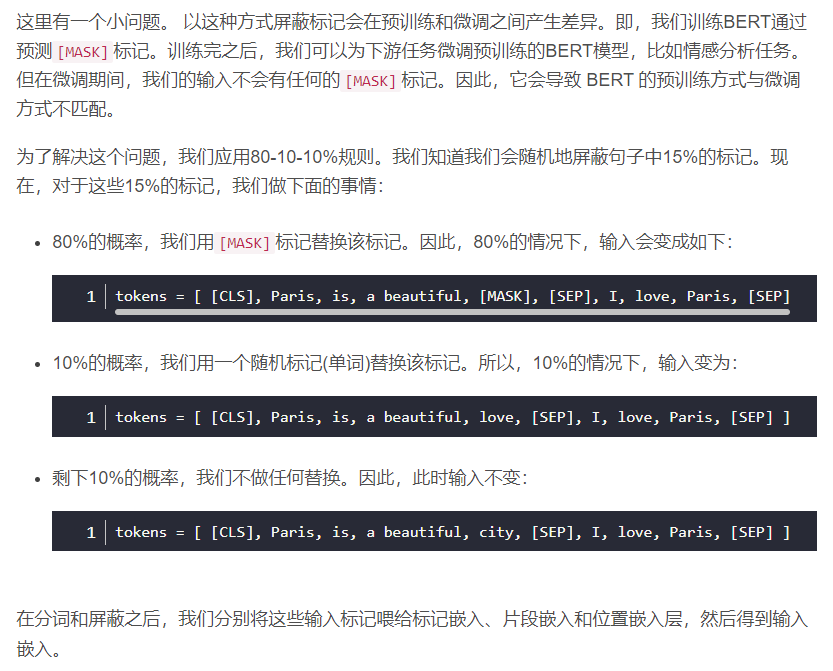 这里有一个小问题。 以这种方式屏蔽标记会在预训练和微调之间产生差异。即，我们训练BERT通过
预测 [MASK] 标记。训练完之后，我们可以为下游任务微调预训练的BERT模型，比如情感分析任务。
但在微调期间，我们的输入不会有任何的 [MASK] 标记。因此，它会导致 BERT 的预训练方式与微调
方式不匹配。
为了解决这个问题，我们应用80-10-10%规则。我们知道我们会随机地屏蔽句子中15%的标记。现
在，对于这些15%的标记，我们做下面的事情：
• 80%的概率，我们用 [MASK] 标记替换该标记。因此，80%的情况下，输入会变成如下：
1 tokens = [ [CLS], Paris, is, a beautiful, [MASK], [SEP], I, love, Paris, [SEP]
• 10%的概率，我们用一个随机标记(单词)替换该标记。所以，10%的情况下，输入变为：
1 tokens = [ [CLS], Paris, is, a beautiful, love, [SEP], I, love, Paris, [SEP] ]
• 剩下10%的概率，我们不做任何替换。因此，此时输入不变：
1 tokens = [ [CLS], Paris, is, a beautiful, city, [SEP], I, love, Paris, [SEP] ]
在分词和屏蔽之后，我们分别将这些输入标记喂给标记嵌入、片段嵌入和位置嵌入层，然后得到输入
嵌入。